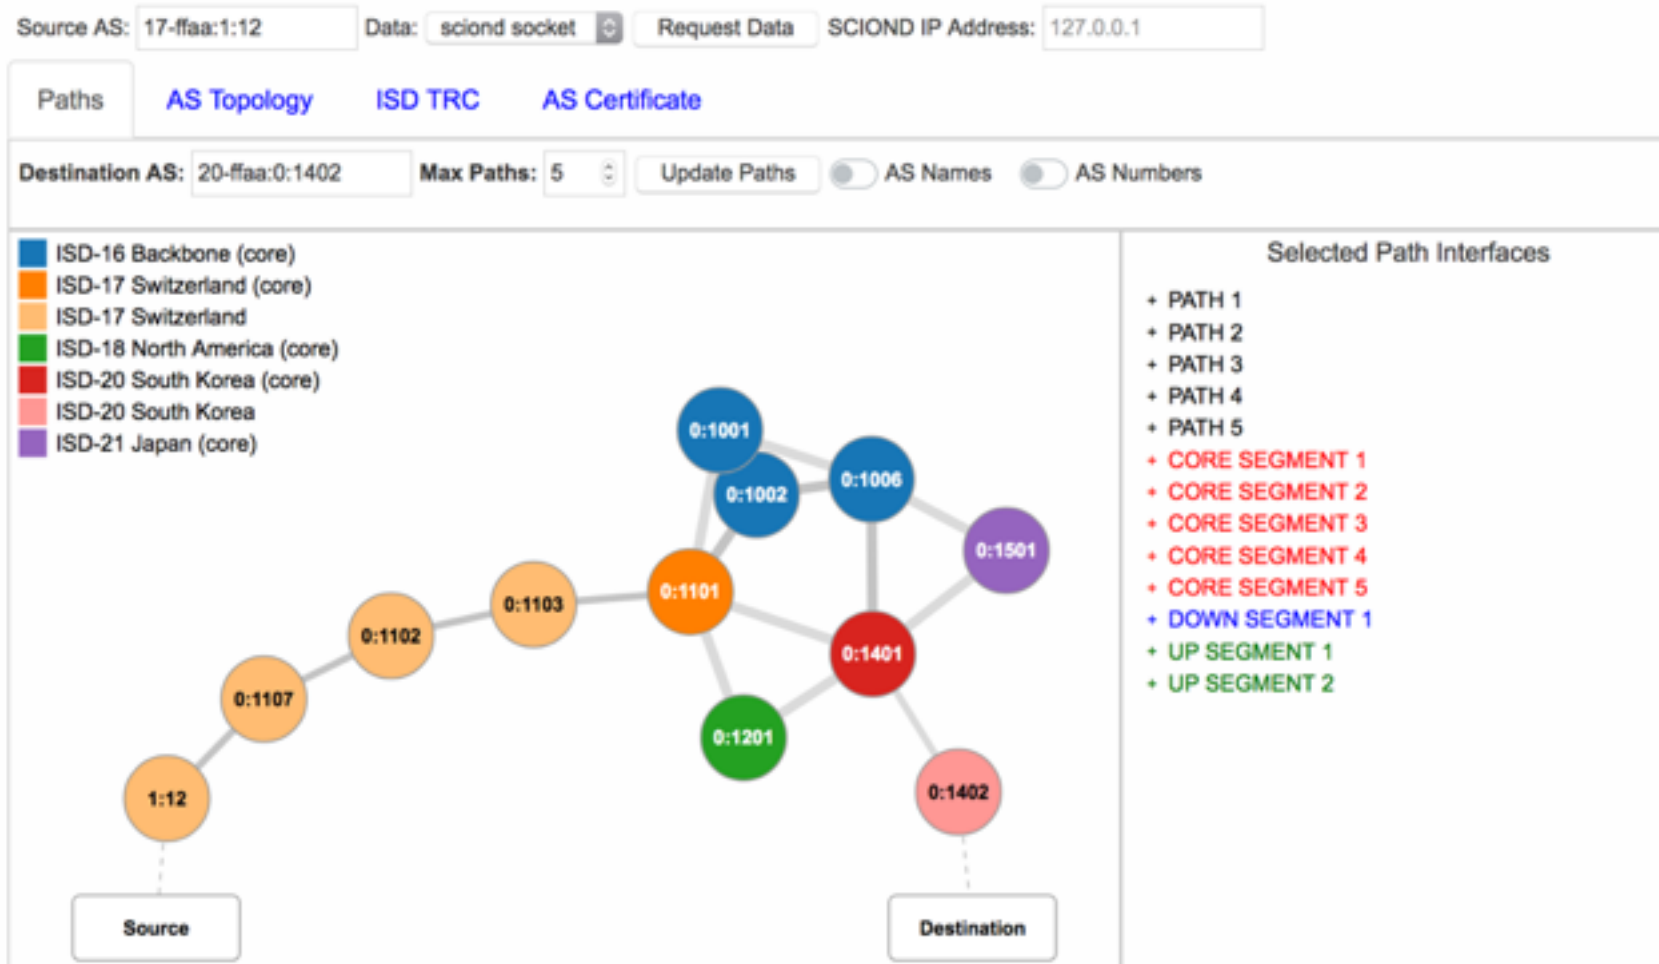 Source AS: 17-ffaa:1:12 Data: sciond socket Request Data SCIOND IP Address: 127.0.0.1
Paths AS Topology ISD TRC AS Certificate
Destination AS: 20-ffaa:0:1402 Max Paths: 5 Update Paths AS Names AS Numbers
ISD-16 Backbone (core)
ISD-17 Switzerland (core)
ISD-17 Switzerland
ISD-18 North America (core)
ISD-20 South Korea (core)
ISD-20 South Korea
ISD-21 Japan (core)
0:1001
0:1002
0:1006
0:1501
0:1101
0:1103
0:1102
0:1401
0:1107
0:1201
1:12
0:1402
Source
Destination
Selected Path Interfaces
+ PATH 1
+ PATH 2
+ PATH 3
+ PATH 4
+ PATH 5
+ CORE SEGMENT 1
+ CORE SEGMENT 2
+ CORE SEGMENT 3
+ CORE SEGMENT 4
+ CORE SEGMENT 5
+ DOWN SEGMENT 1
+ UP SEGMENT 1
+ UP SEGMENT 2